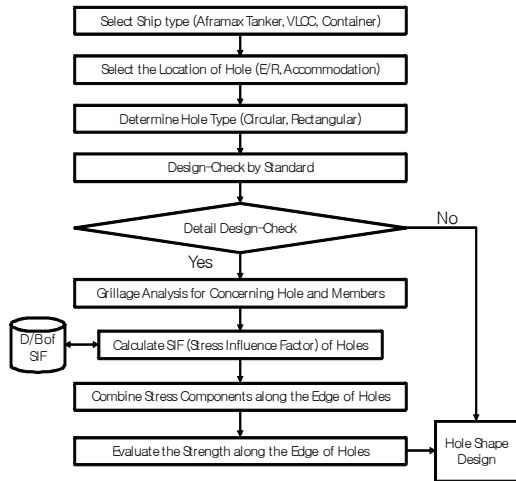 Select Ship type (Aframax Tanker, VLCC, Container)
Select the Location of Hole (E/R, Accommodation)
Determine Hole Type (Circular, Rectangular)
Design-Check by Standard
Detail Design-Check
No
Yes
Grillage Analysis for Concerning Hole and Members
D/B of
SIF
Calculate SIF (Stress Influence Factor) of Holes
Combine Stress Components along the Edge of Holes
Evaluate the Strength along the Edge of Holes
Hole Shape
Design